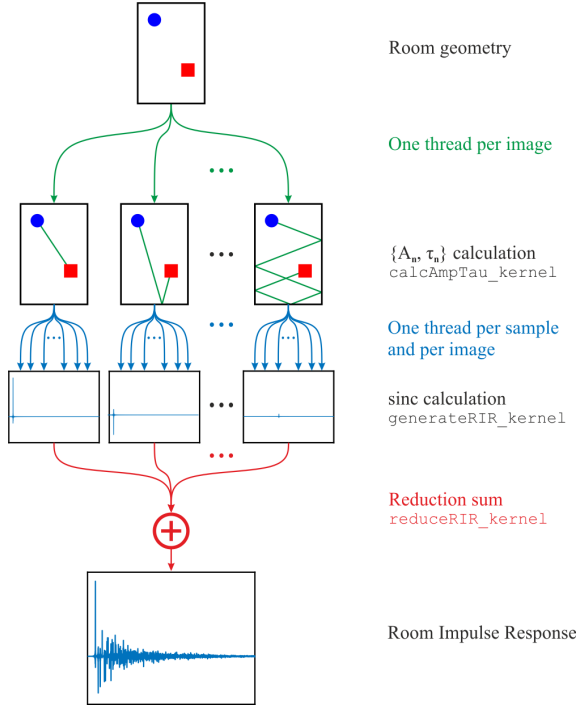 Room geometry
One thread per image
{Aₙ, τₙ} calculation
calcAmpTau_kernel
One thread per sample
and per image
sinc calculation
generateRIR_kernel
Reduction sum
reduceRIR_kernel
Room Impulse Response